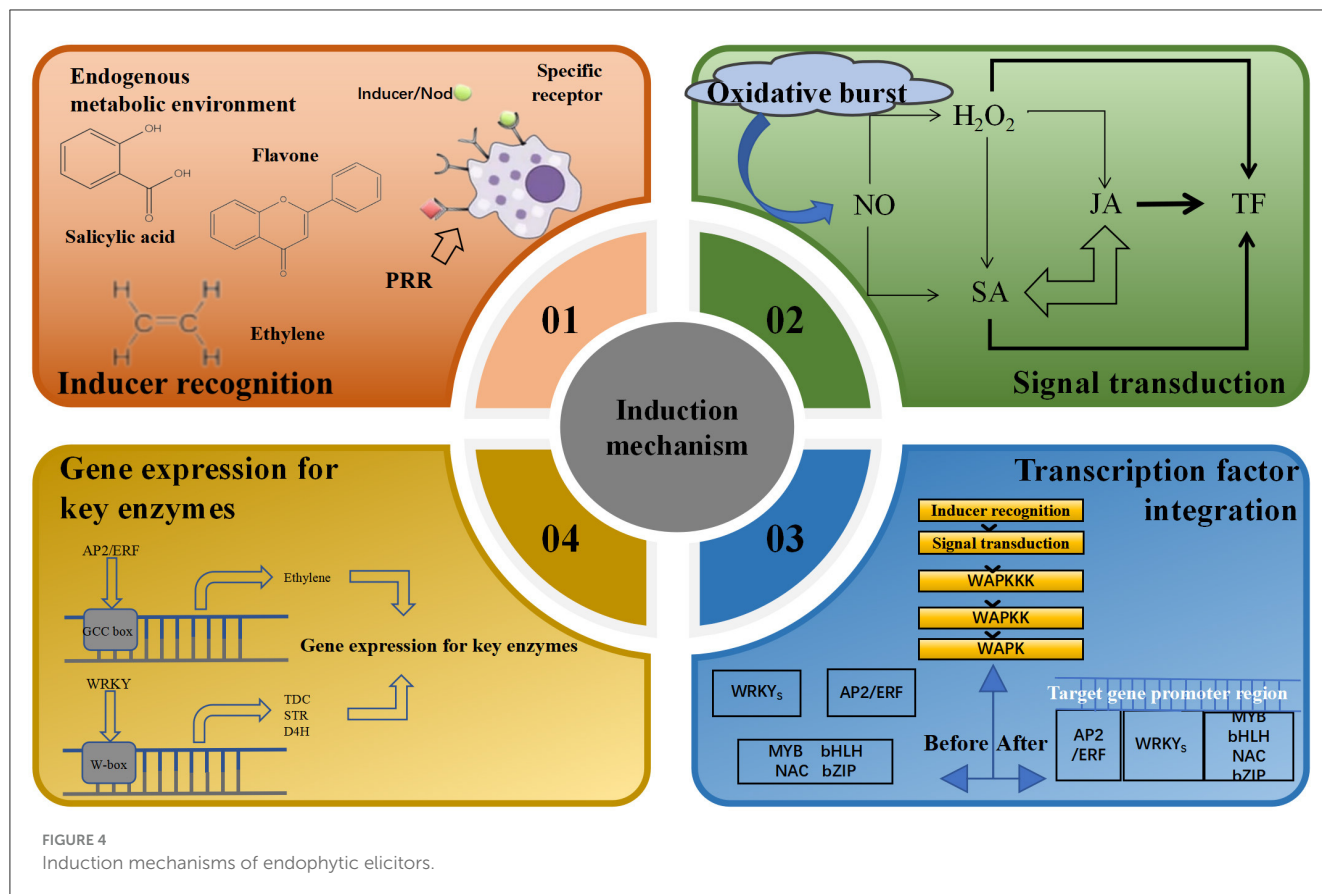 Endogenous
metabolic environment
OH
OH
O
Salicylic acid
Flavone
O
O
Inducer/Nod
Specific
receptor
PRR
H
H
C=C
H
H
Ethylene
Inducer recognition
01
Oxidative burst
H₂O₂
NO
JA
TF
SA
Signal transduction
02
Induction
mechanism
Gene expression for
key enzymes
04
AP2/ERF
GCC box
Ethylene
Gene expression for key enzymes
WRKY
W-box
TDC
STR
D4H
03
Transcription factor
integration
Inducer recognition
Signal transduction
WAPKKK
WAPKK
WAPK
WRKYₛ
AP2/ERF
MYB bHLH
NAC bZIP
Before After
Target gene promoter region
AP2
/ERF
WRKYₛ
MYB
bHLH
NAC
bZIP
FIGURE 4
Induction mechanisms of endophytic elicitors.